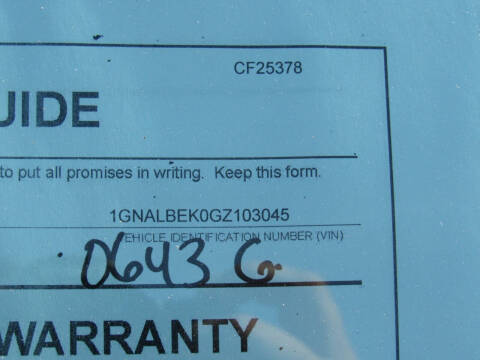 CF25378
UIDE
to put all promises in writing. Keep this form.
1GNALBEK0GZ103045
VEHICLE IDENTIFICATION NUMBER (VIN)
0643 G
WARRANTY